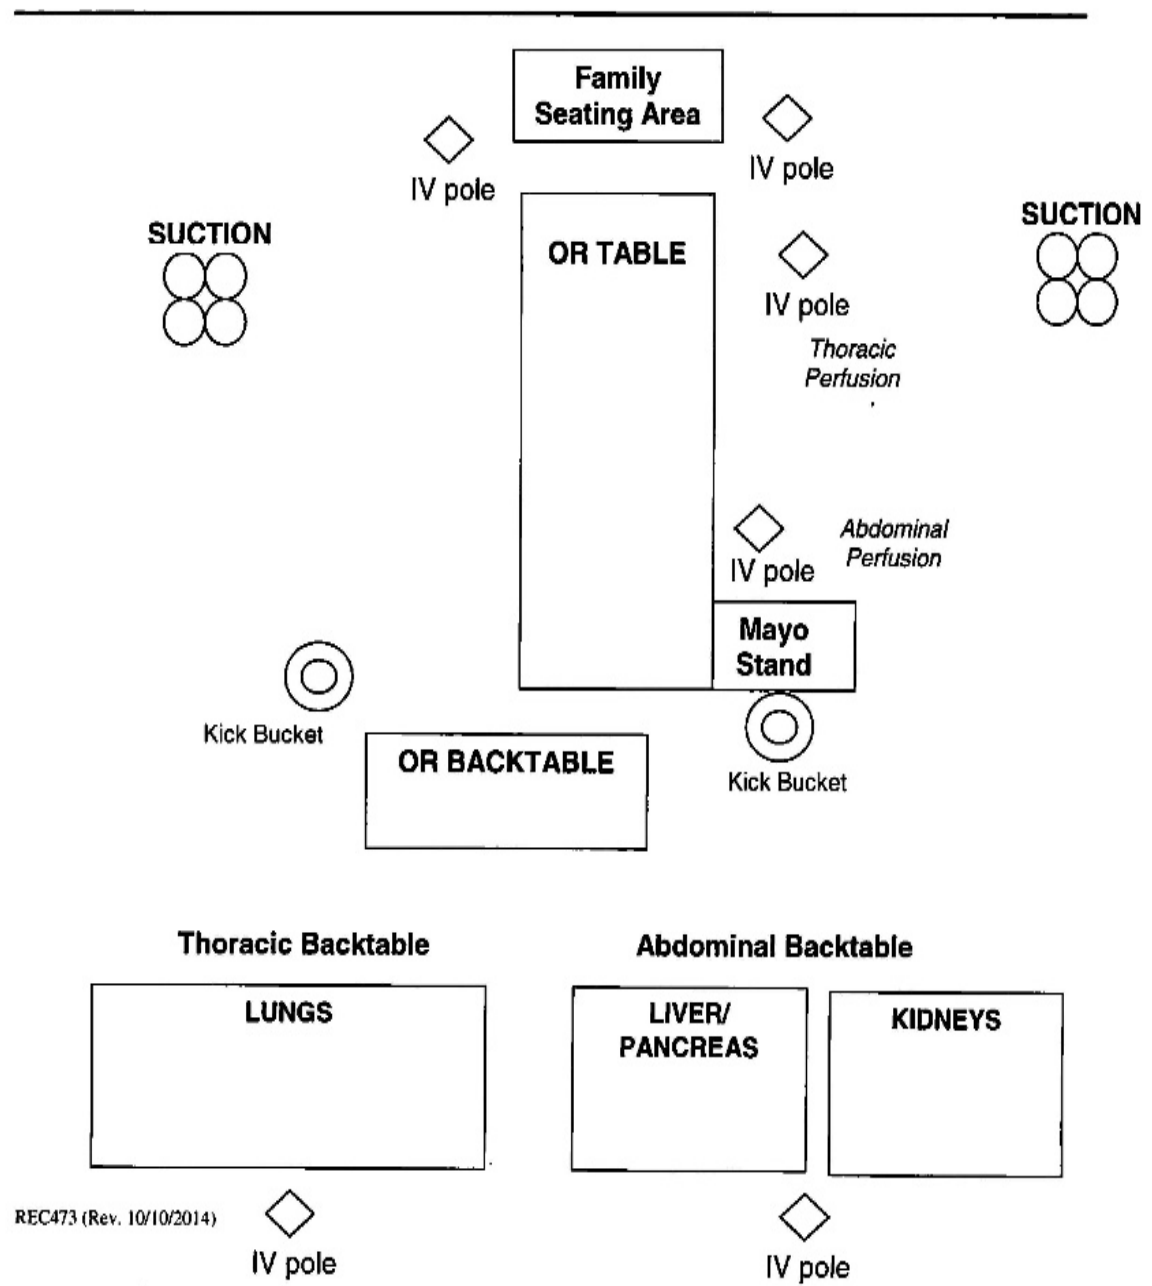 Family
Seating Area
IV pole
IV pole
SUCTION
SUCTION
OR TABLE
IV pole
Thoracic
Perfusion
Abdominal
Perfusion
IV pole
Mayo
Stand
Kick Bucket
OR BACKTABLE
Kick Bucket
Thoracic Backtable
Abdominal Backtable
LUNGS
LIVER/
PANCREAS
KIDNEYS
REC473 (Rev. 10/10/2014)
IV pole
IV pole